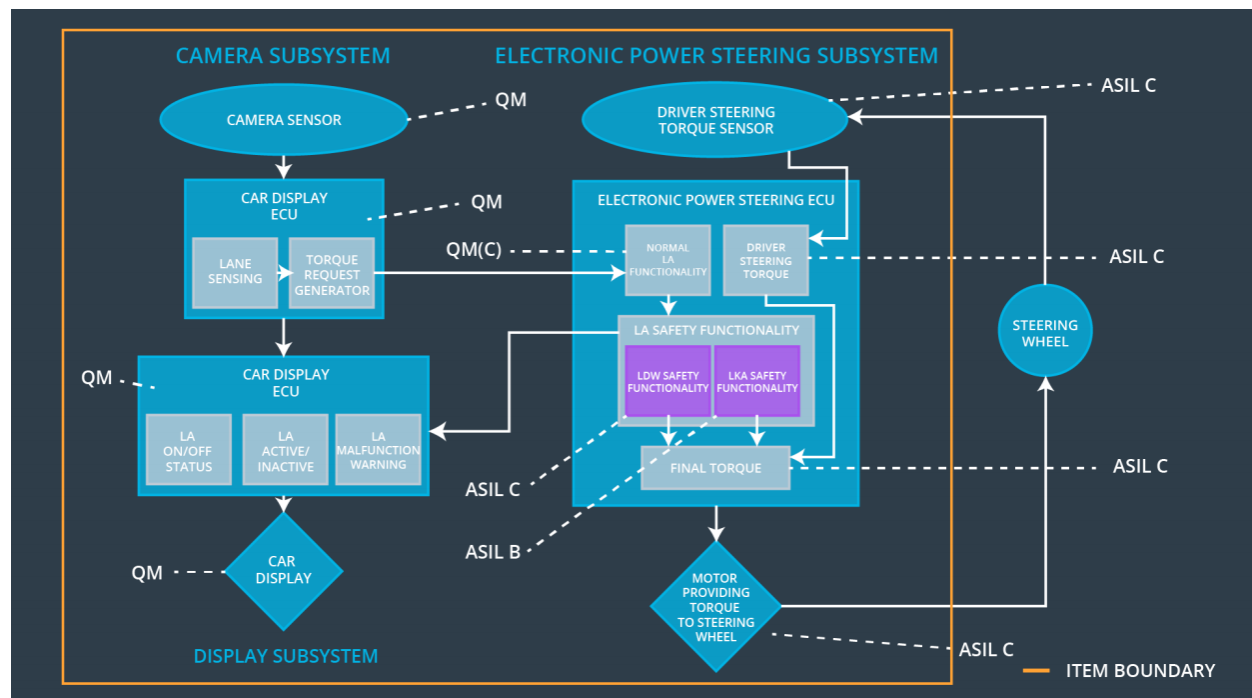 CAMERA SUBSYSTEM
ELECTRONIC POWER STEERING SUBSYSTEM
CAMERA SENSOR
QM
DRIVER STEERING
TORQUE SENSOR
ASIL C
CAR DISPLAY
ECU
QM
LANE
SENSING
TORQUE
REQUEST
GENERATOR
QM(C)
ELECTRONIC POWER STEERING ECU
NORMAL
LA
FUNCTIONALITY
DRIVER
STEERING
TORQUE
ASIL C
LA SAFETY FUNCTIONALITY
LDW SAFETY
FUNCTIONALITY
LKA SAFETY
FUNCTIONALITY
STEERING
WHEEL
CAR DISPLAY
ECU
QM
LA
ON/OFF
STATUS
LA
ACTIVE/
INACTIVE
LA
MALFUNCTION
WARNING
FINAL TORQUE
ASIL C
ASIL C
ASIL B
QM
CAR
DISPLAY
MOTOR
PROVIDING
TORQUE
TO STEERING
WHEEL
ASIL C
DISPLAY SUBSYSTEM
ITEM BOUNDARY